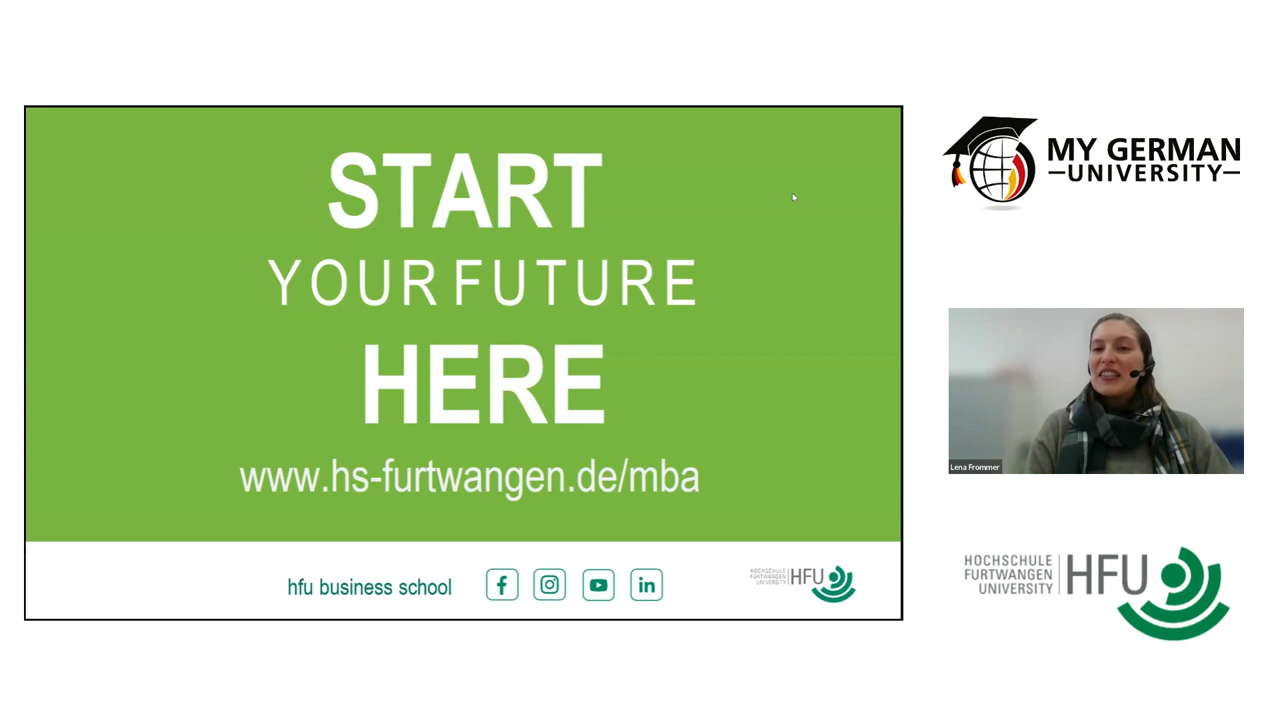 START
YOUR FUTURE
HERE
www.hs-furtwangen.de/mba
hfu business school
HOCHSCHULE
FURTWANGEN
UNIVERSITY
HFU
MY GERMAN
UNIVERSITY
Lena Frommer
HOCHSCHULE
FURTWANGEN
UNIVERSITY
HFU